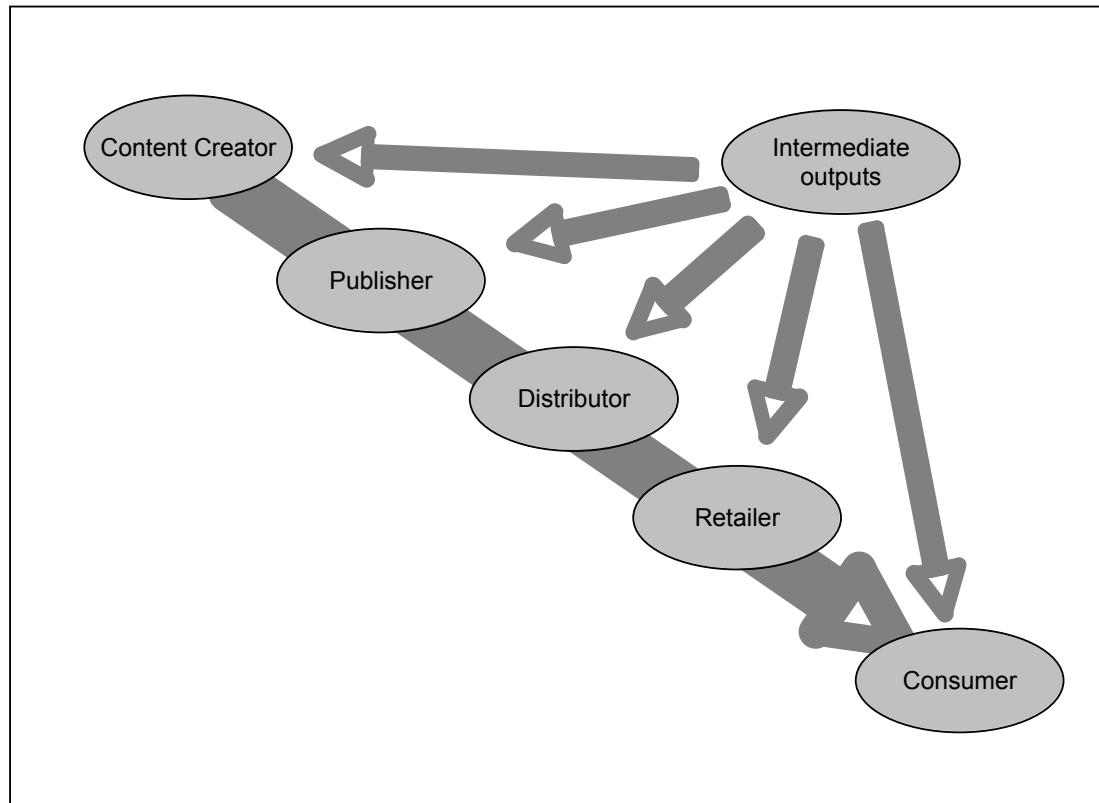 Content Creator
Intermediate
outputs
Publisher
Distributor
Retailer
Consumer